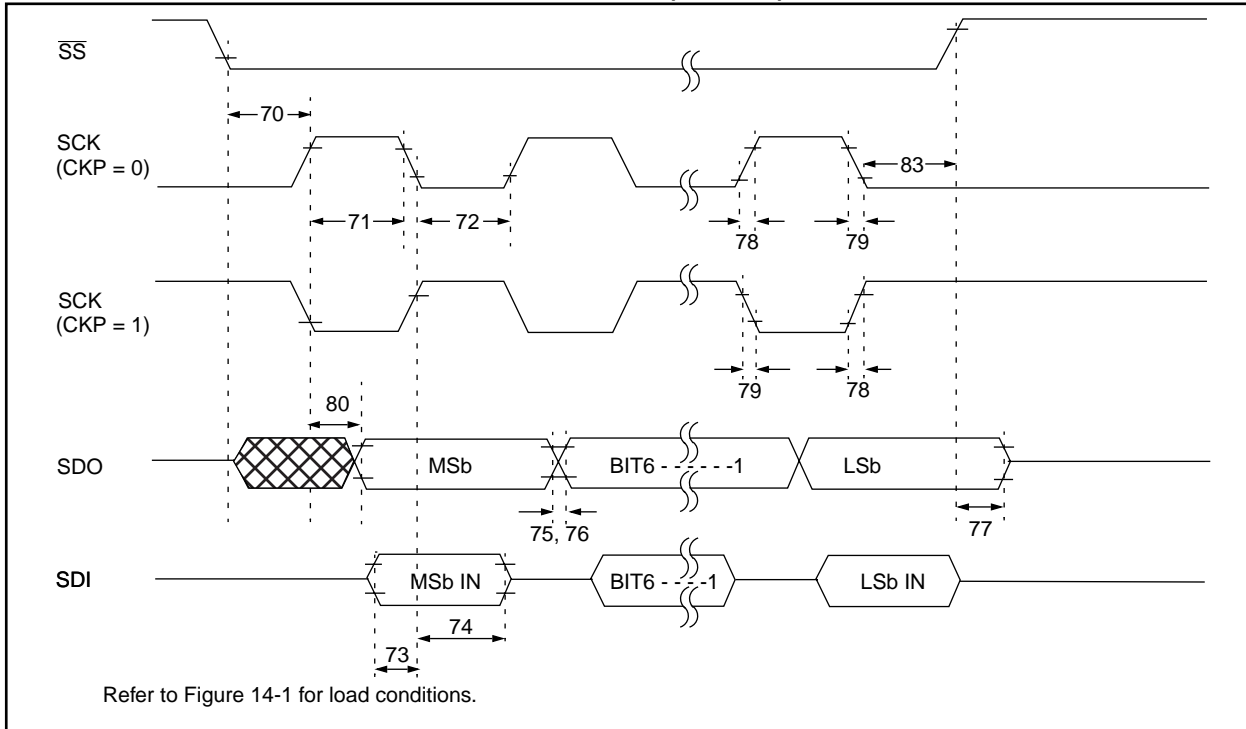 SS
70
SCK
(CKP = 0)
83
71
72
78
79
SCK
(CKP = 1)
79
78
80
SDO
MSb
BIT6 - - - - - -1
LSb
75, 76
77
SDI
MSb IN
BIT6 - - - -1
LSb IN
74
73
Refer to Figure 14-1 for load conditions.